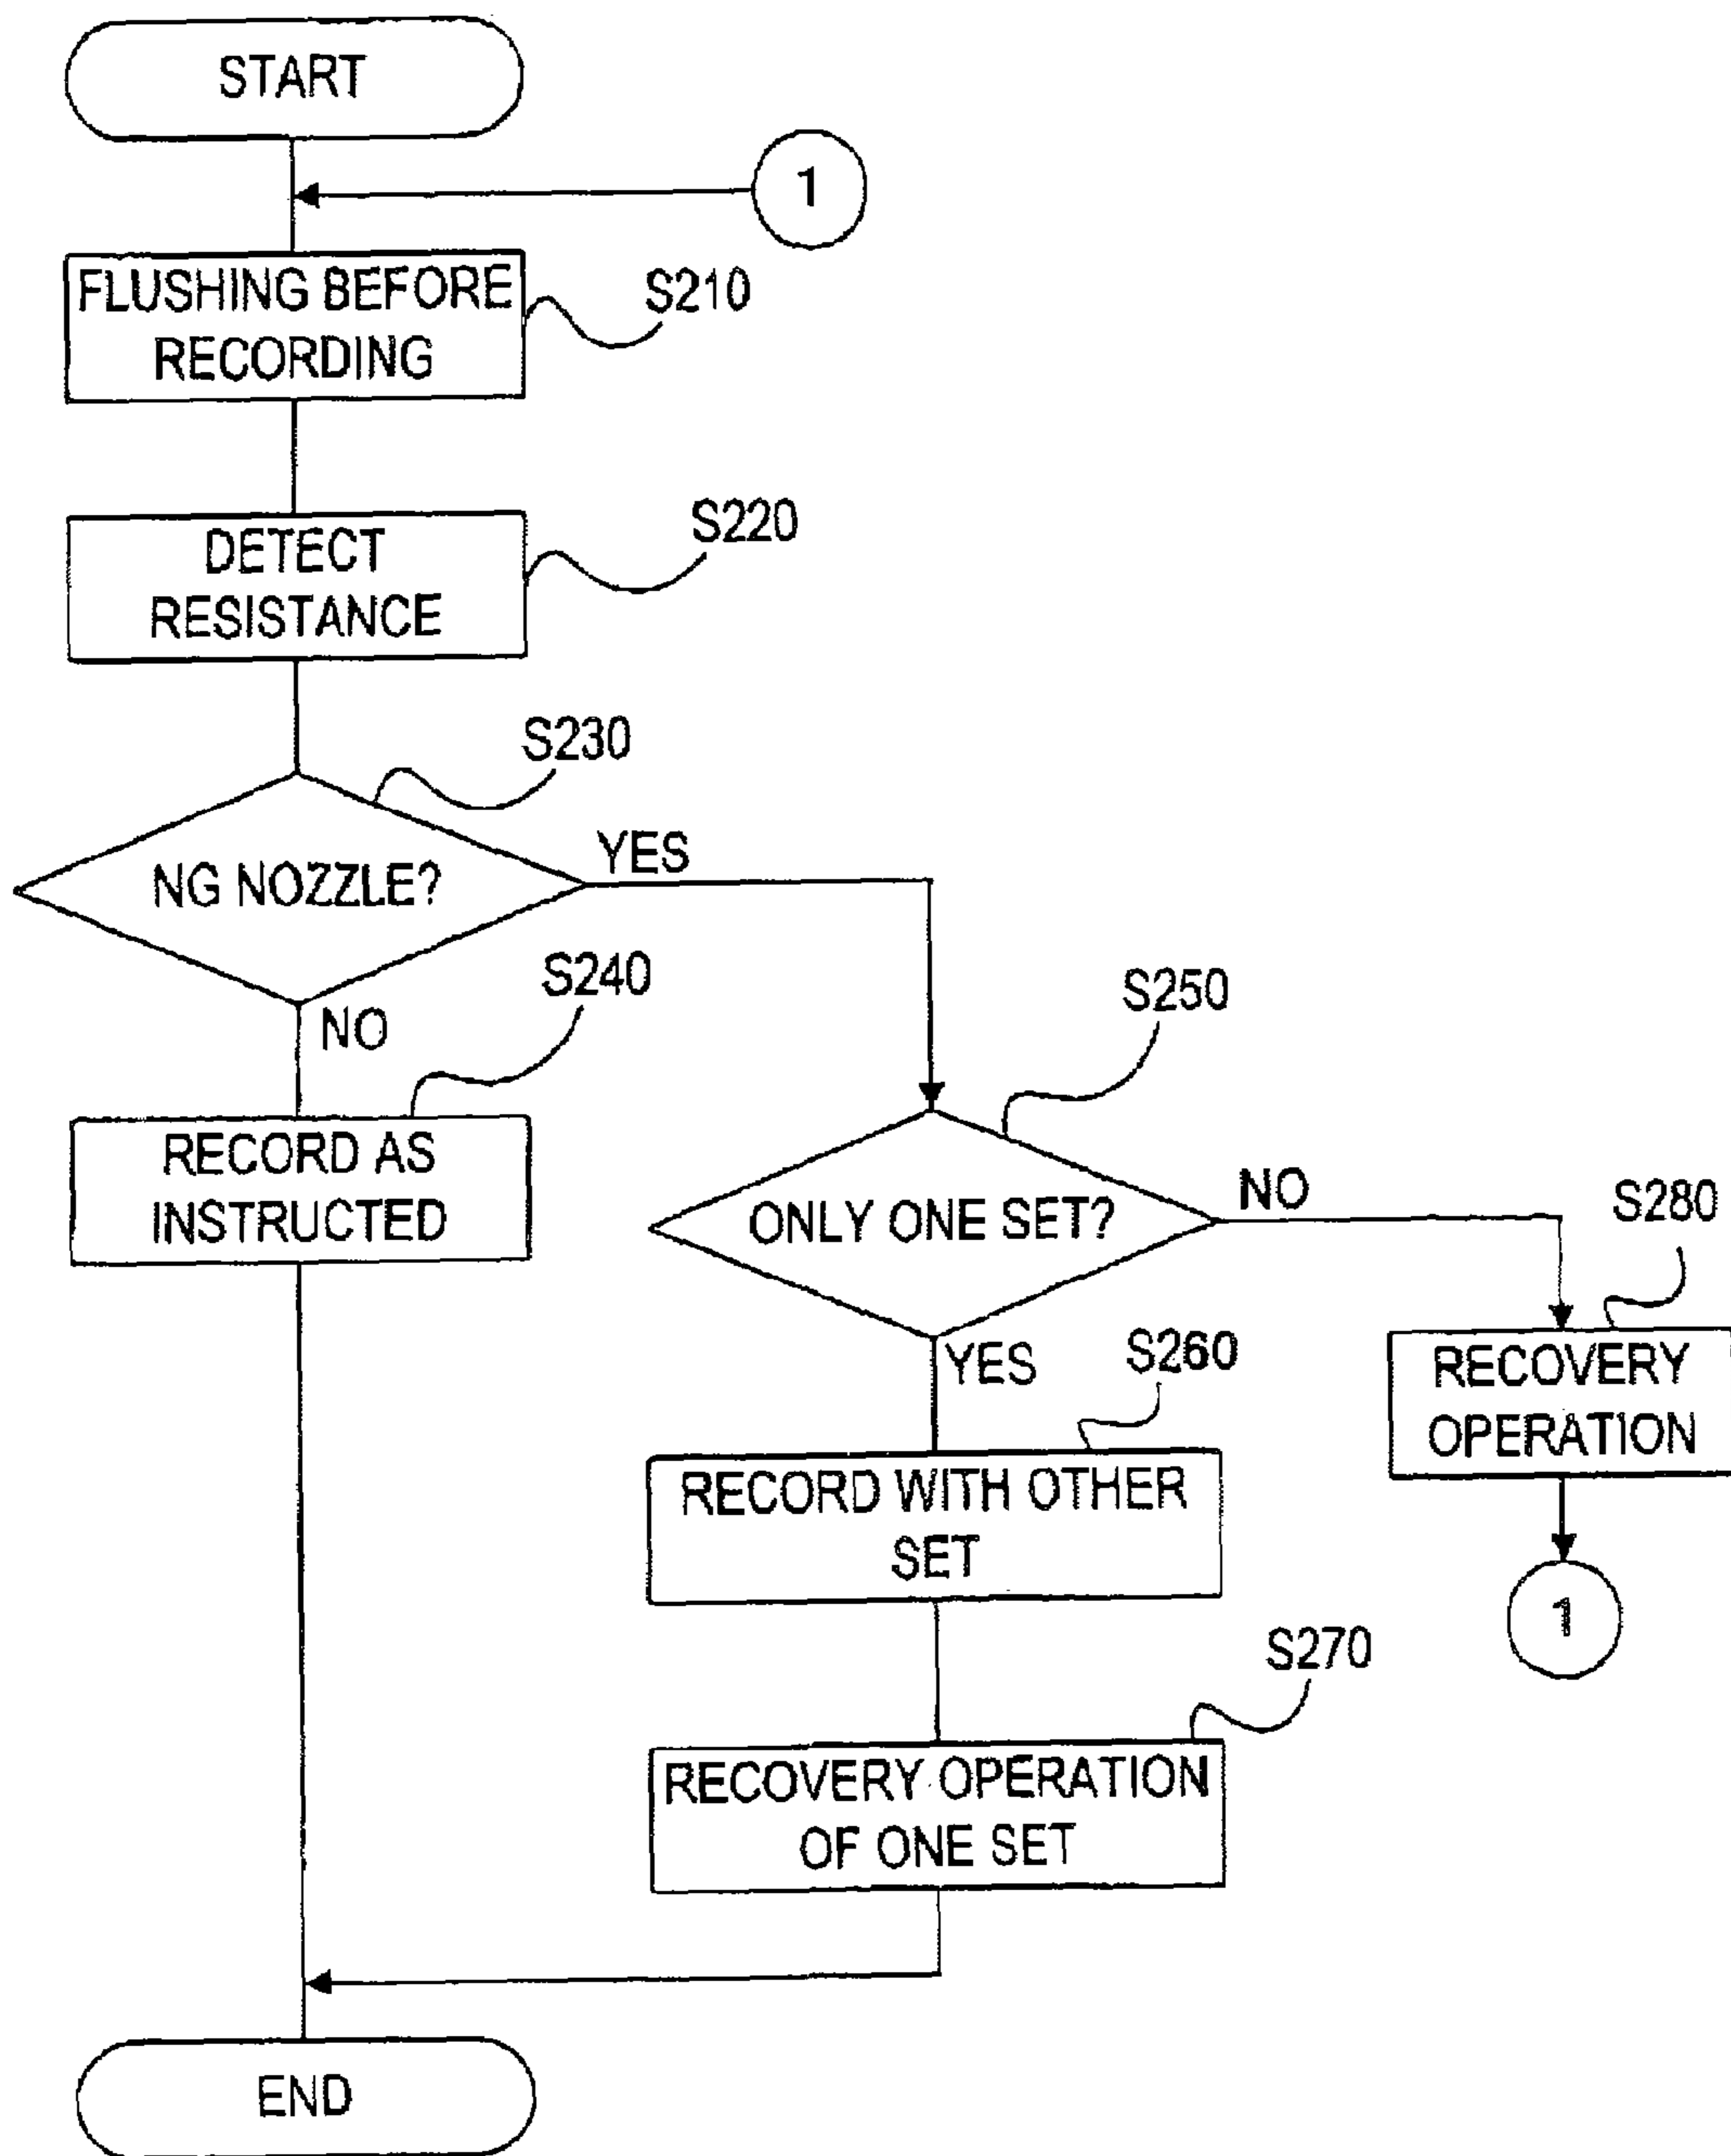 START
1
FLUSHING BEFORE
RECORDING
S210
DETECT
RESISTANCE
S220
S230
NG NOZZLE?
YES
NO
S240
RECORD AS
INSTRUCTED
S250
ONLY ONE SET?
NO
YES
S280
RECOVERY
OPERATION
1
S260
RECORD WITH OTHER
SET
S270
RECOVERY OPERATION
OF ONE SET
END